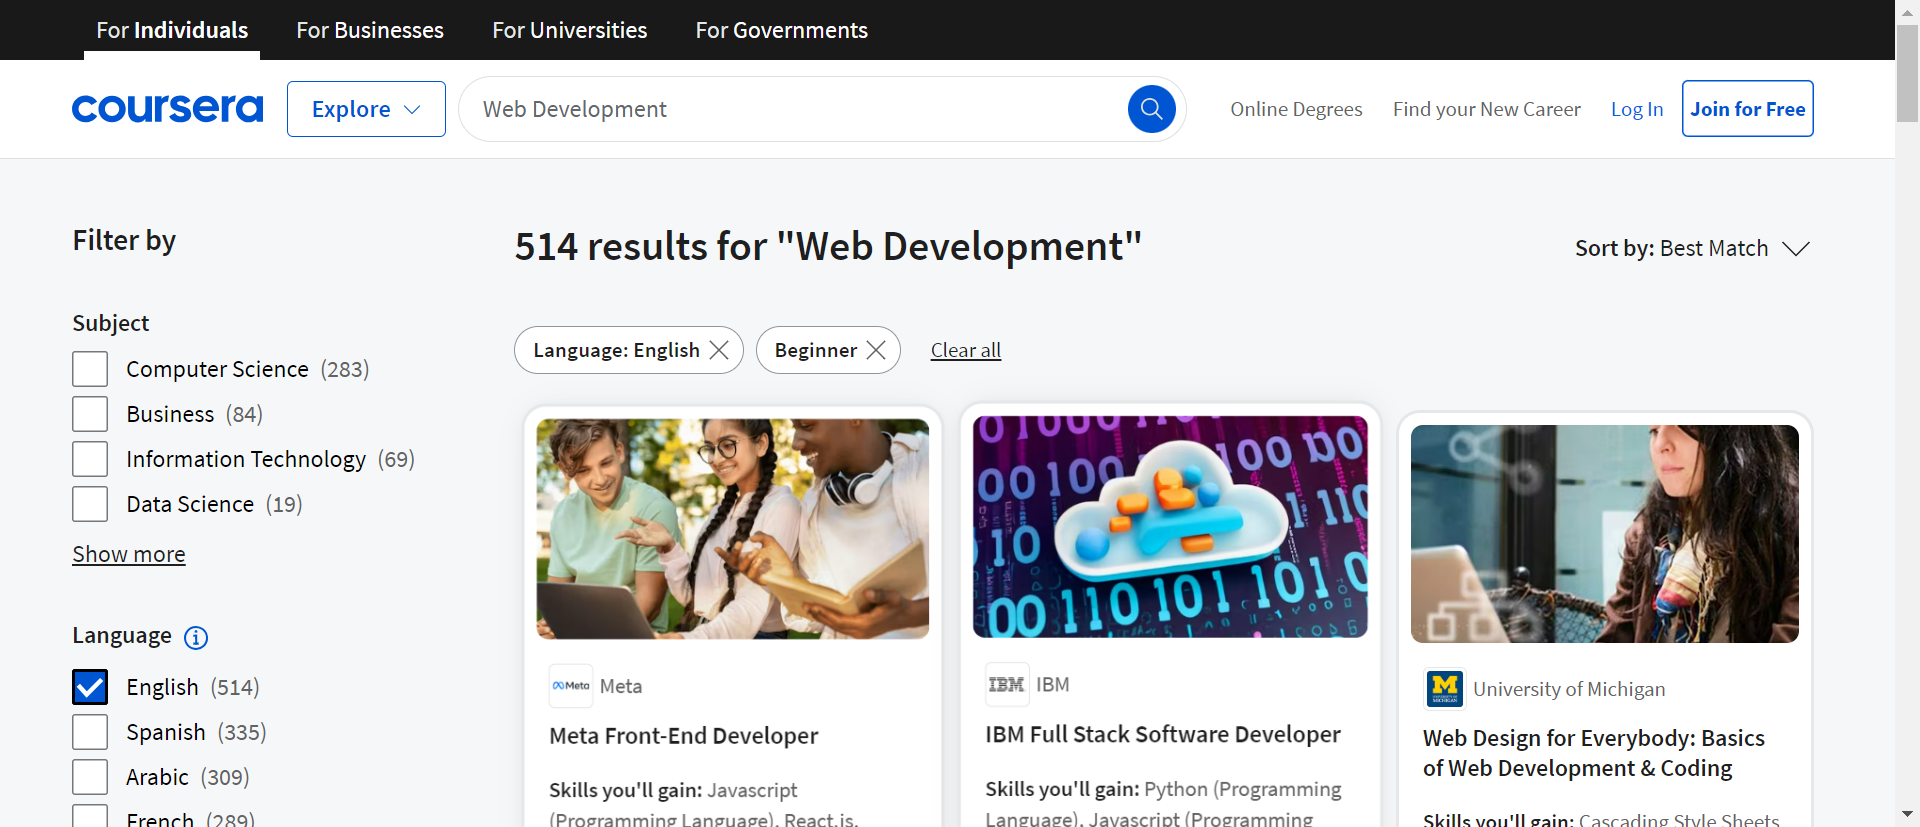 For Individuals
For Businesses
For Universities
For Governments
coursera
Explore
Web Development
Online Degrees
Find your New Career
Log In
Join for Free
Filter by
514 results for "Web Development"
Sort by: Best Match
Subject
Computer Science (283)
Business (84)
Information Technology (69)
Data Science (19)
Show more
Language
English (514)
Spanish (335)
Arabic (309)
French (289)
Language: English
Beginner
Clear all
Meta
Meta
Meta Front-End Developer
Skills you'll gain: Javascript
(Programming Language), React.js,
IBM
IBM
IBM Full Stack Software Developer
Skills you'll gain: Python (Programming
Language), Javascript (Programming
University of Michigan
Web Design for Everybody: Basics
of Web Development & Coding
Skills you'll gain: Cascading Style Sheets